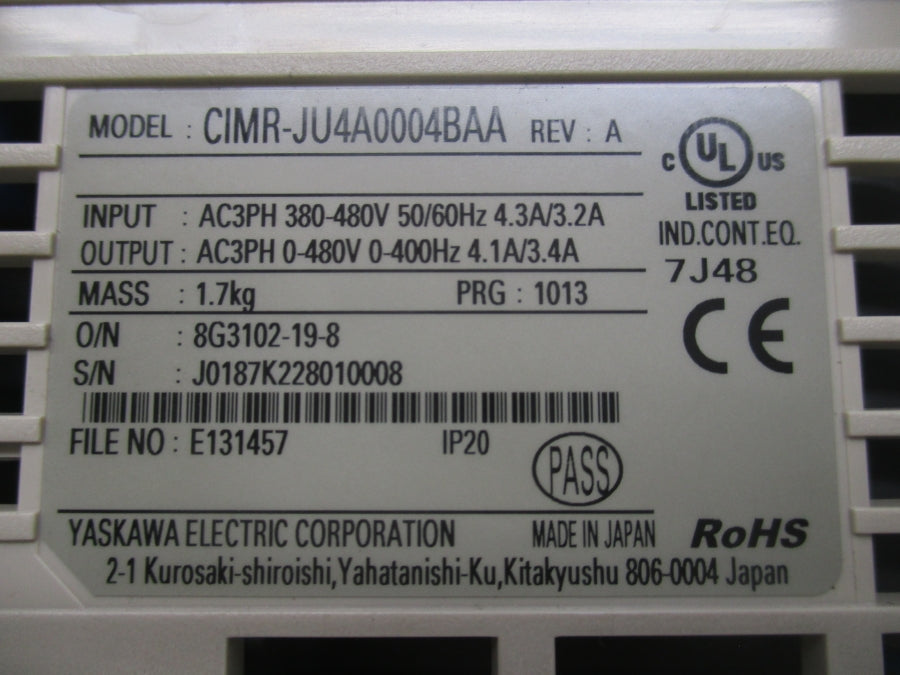 MODEL : CIMR-JU4A0004BAA REV : A
C UL US
LISTED
IND.CONT.EQ.
7J48
INPUT : AC3PH 380-480V 50/60Hz 4.3A/3.2A
OUTPUT : AC3PH 0-480V 0-400Hz 4.1A/3.4A
MASS : 1.7kg PRG : 1013
CE
O/N : 8G3102-19-8
S/N : J0187K228010008
FILE NO : E131457 IP20
PASS
YASKAWA ELECTRIC CORPORATION MADE IN JAPAN
RoHS
2-1 Kurosaki-shiroishi,Yahatanishi-Ku,Kitakyushu 806-0004 Japan